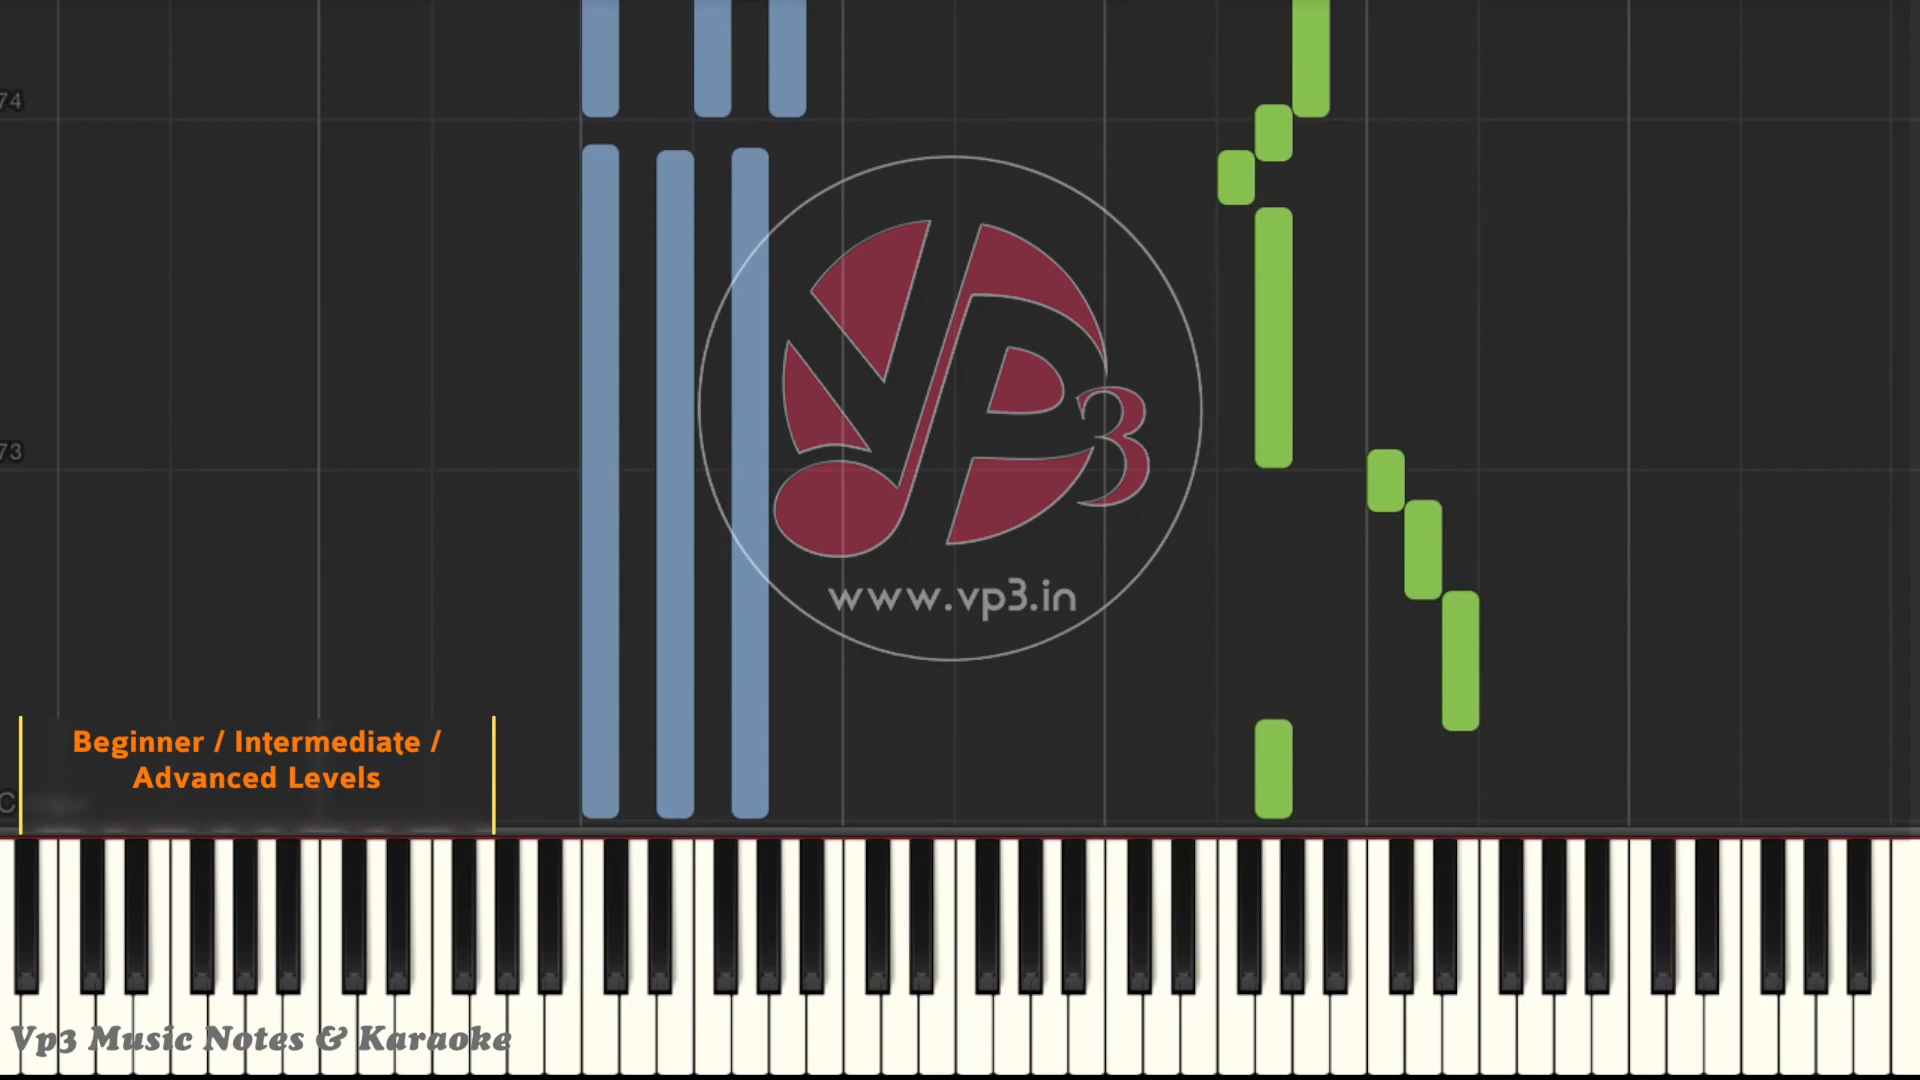 74
73
www.vp3.in
Beginner / Intermediate /
Advanced Levels
C
Vp3 Music Notes & Karaoke